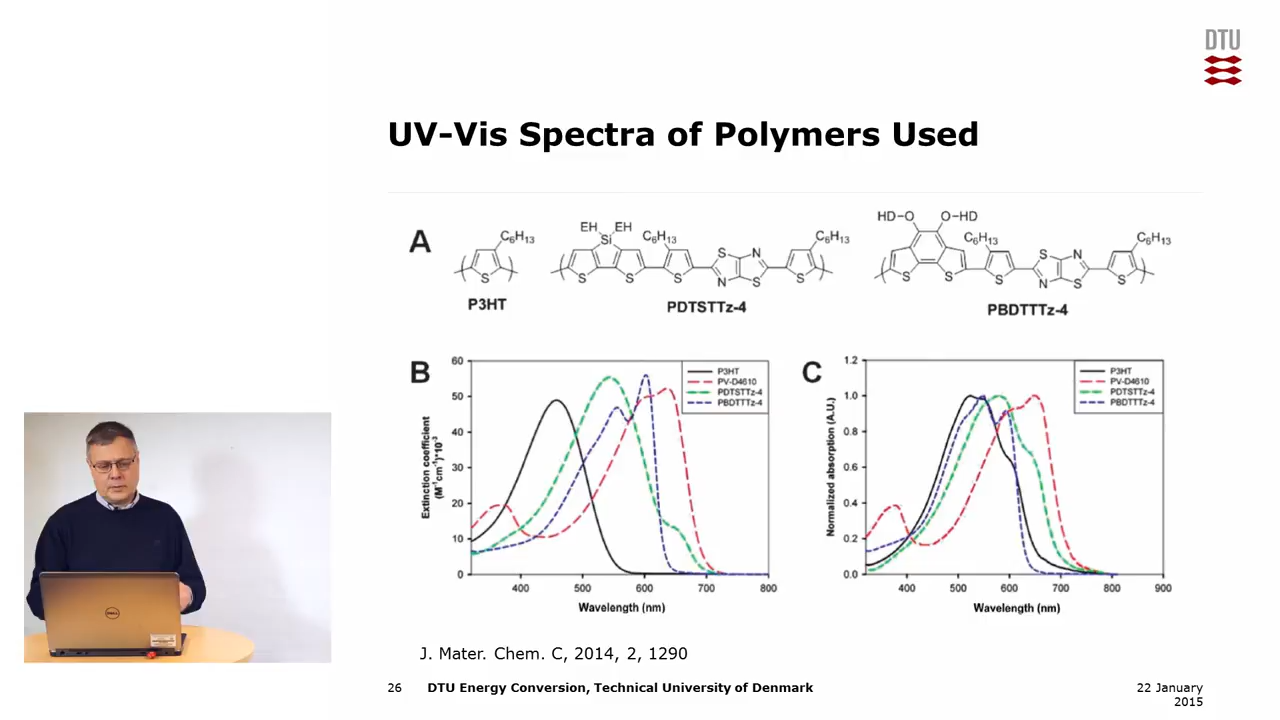 DTU
UV-Vis Spectra of Polymers Used
A
C6H13
S
P3HT
EH EH
Si
C6H13
S
N
C6H13
S
S
S
N
S
S
PDTSTTz-4
HD-O
O-HD
C6H13
S
N
C6H13
S
S
S
N
S
S
PBDTTTz-4
B
Extinction coefficient
(M-1cm-1)*10-3
60
50
40
30
20
10
0
P3HT
PV-D4610
PDTSTTz-4
PBDTTTz-4
400 500 600 700 800
Wavelength (nm)
C
Normalized absorption (A.U.)
1.2
1.0
0.8
0.6
0.4
0.2
0.0
P3HT
PV-D4610
PDTSTTz-4
PBDTTTz-4
400 500 600 700 800 900
Wavelength (nm)
DELL
J. Mater. Chem. C, 2014, 2, 1290
26 DTU Energy Conversion, Technical University of Denmark
22 January
2015